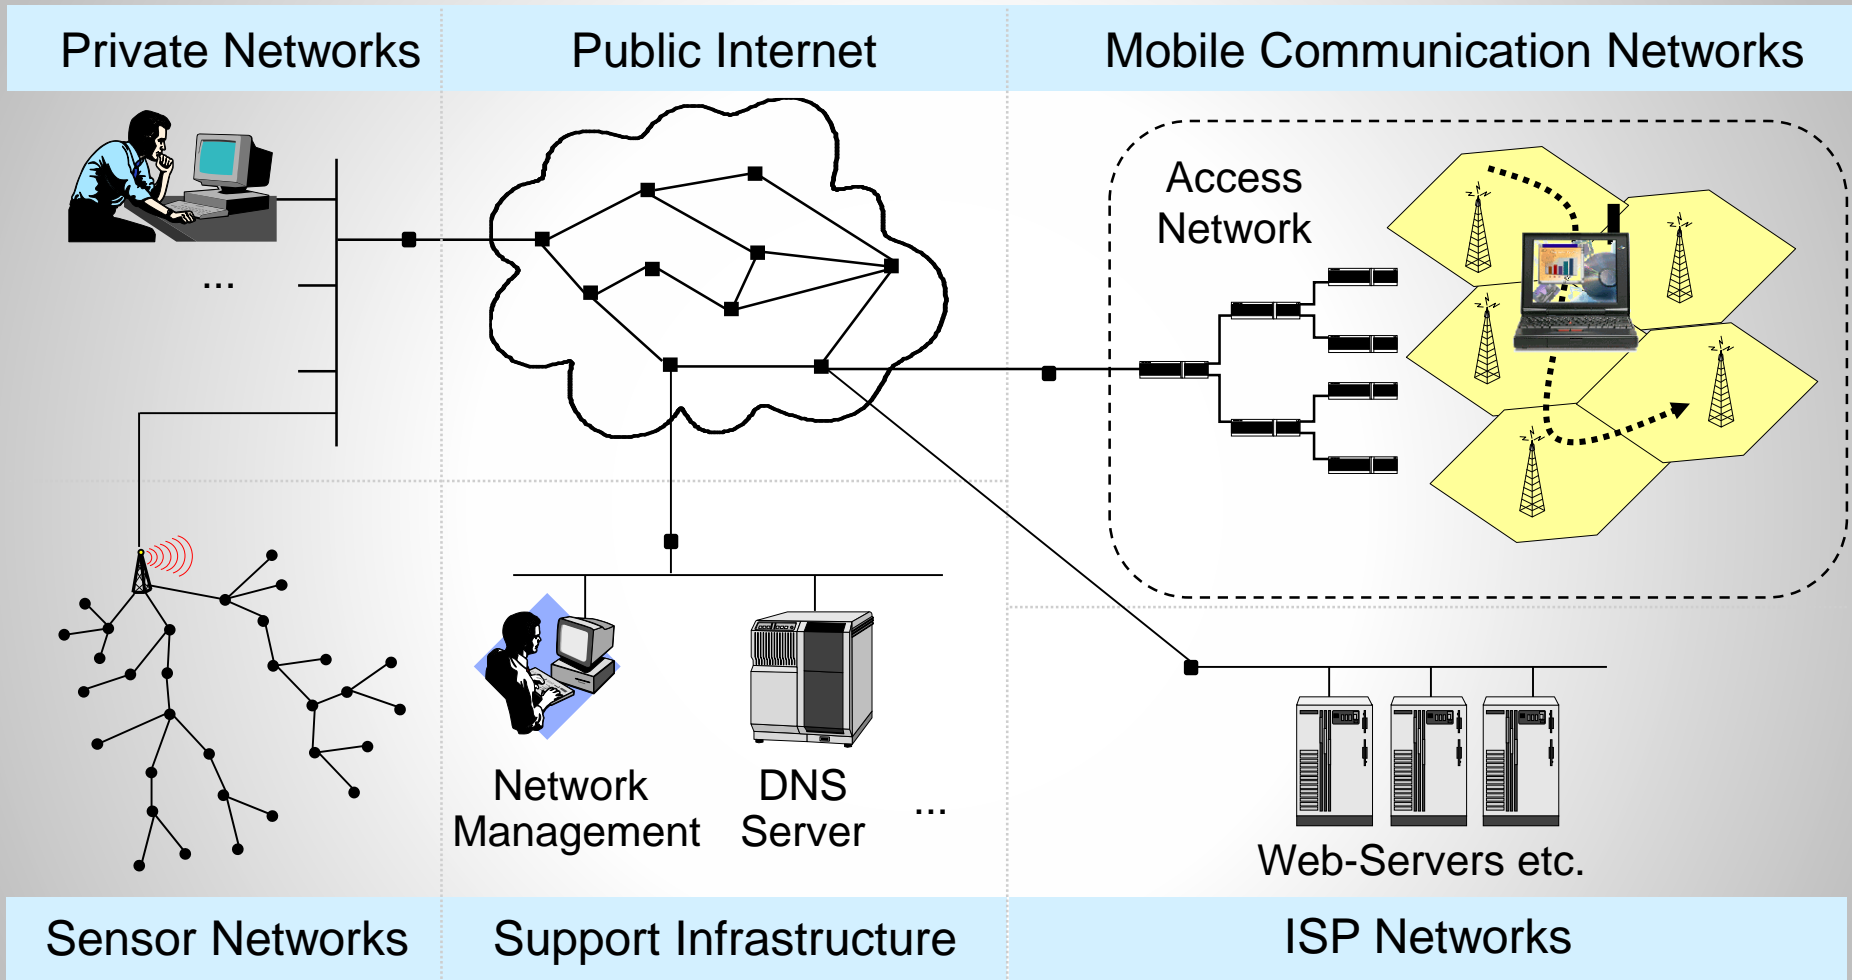 Private Networks
Public Internet
Mobile Communication Networks
Access
Network
...
Network
Management
DNS
Server
...
Web-Servers etc.
Sensor Networks
Support Infrastructure
ISP Networks